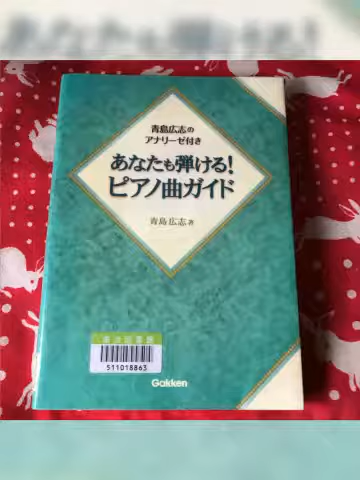 青島広志の
アナリーゼ付き
あなたも弾ける!
ピアノ曲ガイド
青島広志 著
511018863
Gakken